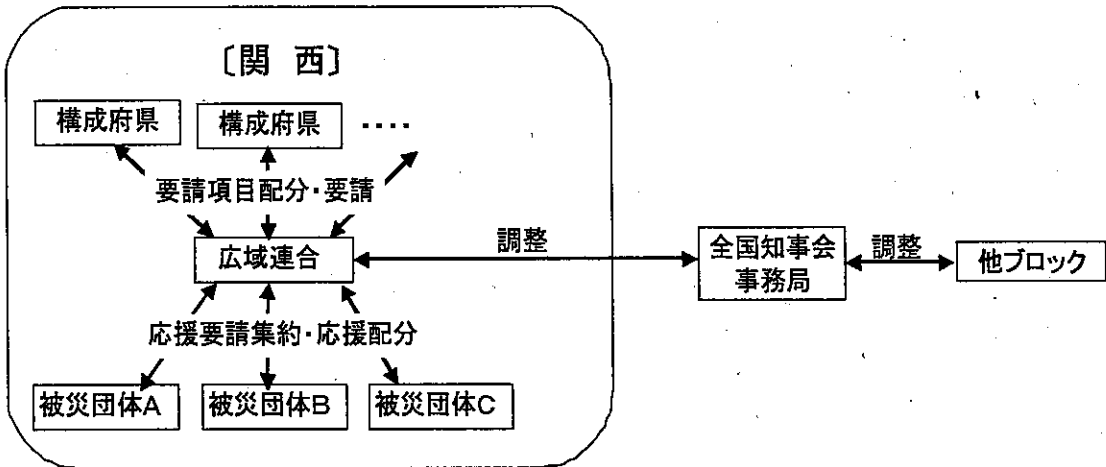 〔関 西〕
構成府県
構成府県
‥‥
要請項目配分・要請
広域連合
調整
全国知事会
事務局
調整
他ブロック
応援要請集約・応援配分
被災団体A
被災団体B
被災団体C